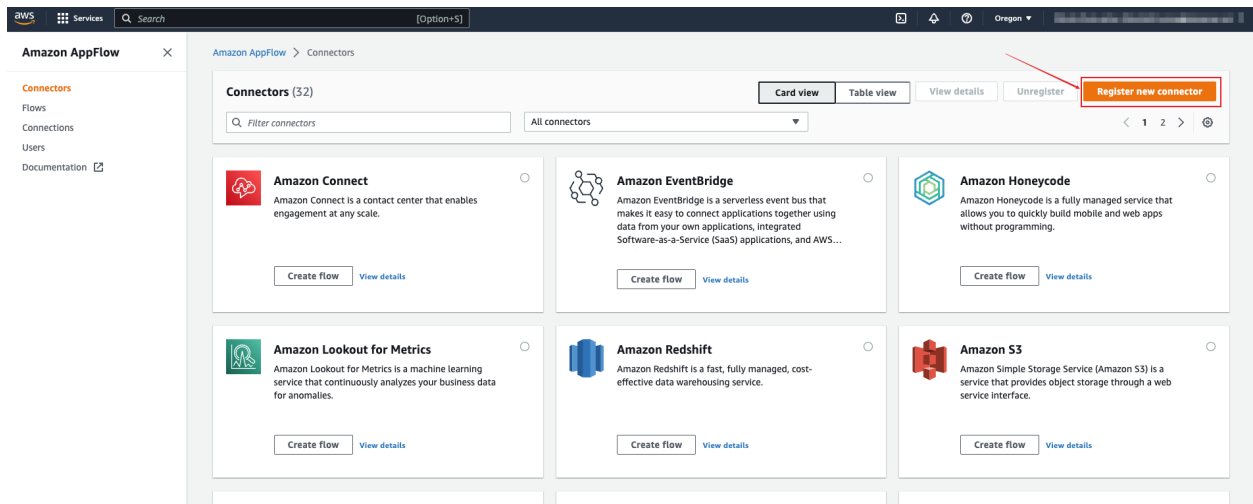 aws
Services
Search
[Option+S]
Oregon
Amazon AppFlow
Connectors
Flows
Connections
Users
Documentation
Amazon AppFlow > Connectors
Connectors (32)
Card view
Table view
View details
Unregister
Register new connector
Filter connectors
All connectors
1 2
Amazon Connect
Amazon Connect is a contact center that enables
engagement at any scale.
Create flow
View details
Amazon EventBridge
Amazon EventBridge is a serverless event bus that
makes it easy to connect applications together using
data from your own applications, integrated
Software-as-a-Service (SaaS) applications, and AWS...
Create flow
View details
Amazon Honeycode
Amazon Honeycode is a fully managed service that
allows you to quickly build mobile and web apps
without programming.
Create flow
View details
Amazon Lookout for Metrics
Amazon Lookout for Metrics is a machine learning
service that continuously analyzes your business data
for anomalies.
Create flow
View details
Amazon Redshift
Amazon Redshift is a fast, fully managed, cost-
effective data warehousing service.
Create flow
View details
Amazon S3
Amazon Simple Storage Service (Amazon S3) is a
service that provides object storage through a web
service interface.
Create flow
View details